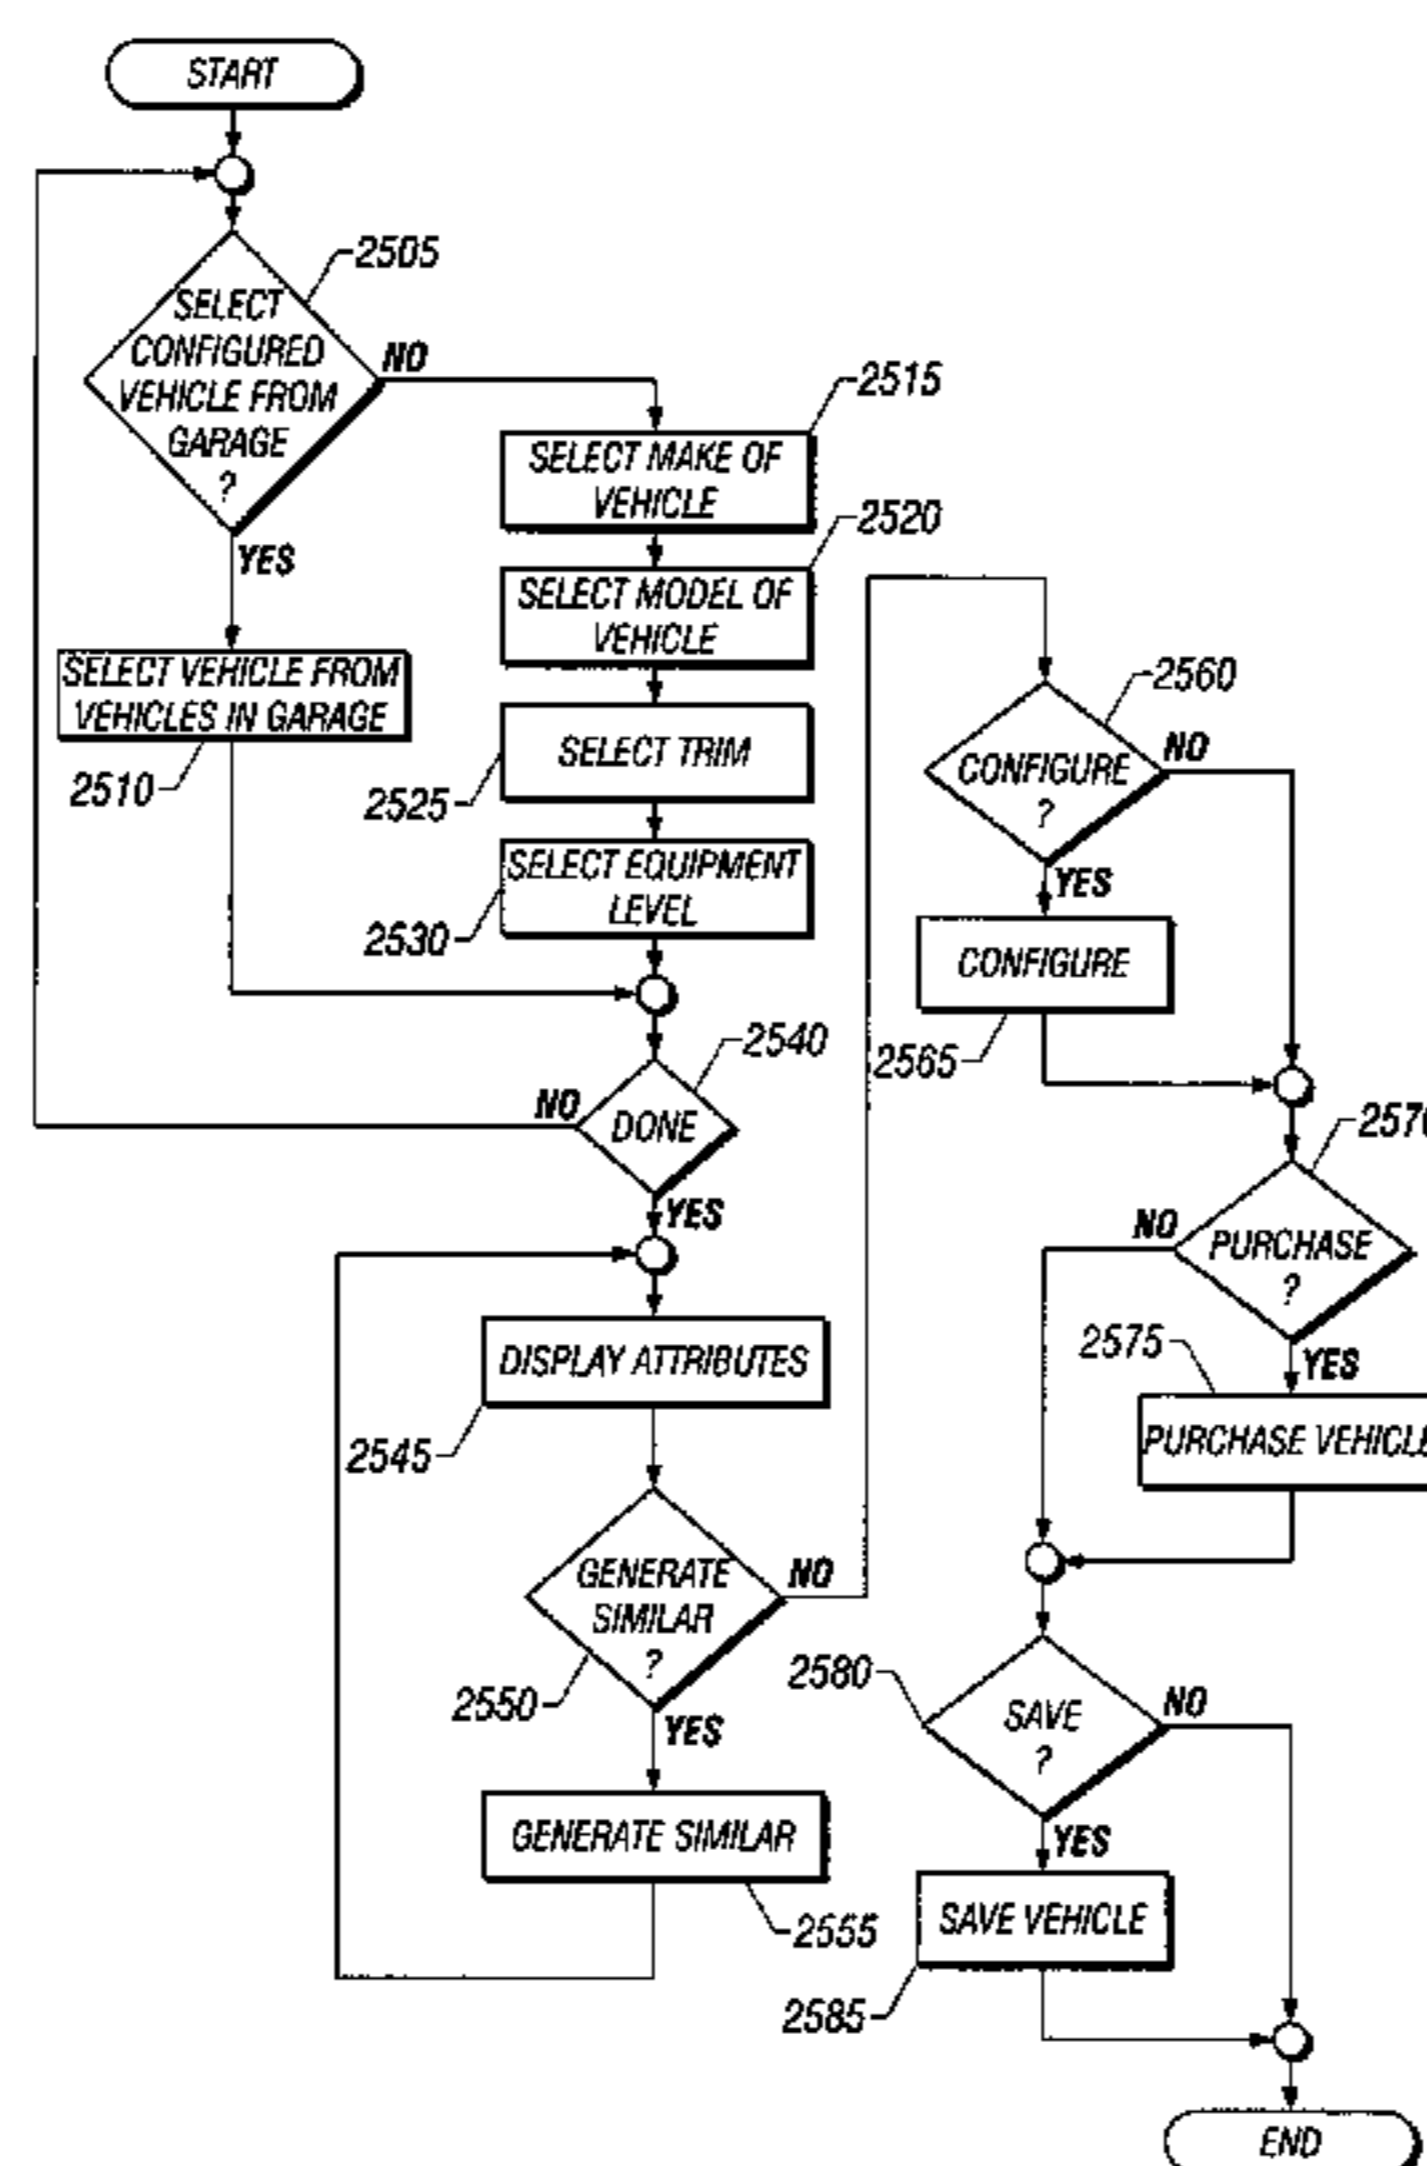 START
2505
SELECT
CONFIGURED
VEHICLE FROM
GARAGE
?
NO
YES
SELECT VEHICLE FROM
VEHICLES IN GARAGE
2510
2515
SELECT MAKE OF
VEHICLE
2520
SELECT MODEL OF
VEHICLE
SELECT TRIM
2525
SELECT EQUIPMENT
LEVEL
2530
2540
NO
DONE
YES
DISPLAY ATTRIBUTES
2545
GENERATE
SIMILAR
?
NO
2550
YES
GENERATE SIMILAR
2555
2560
CONFIGURE
?
NO
YES
CONFIGURE
2565
2570
NO
PURCHASE
?
2575
YES
PURCHASE VEHICLE
2580
SAVE
?
NO
YES
SAVE VEHICLE
2585
END